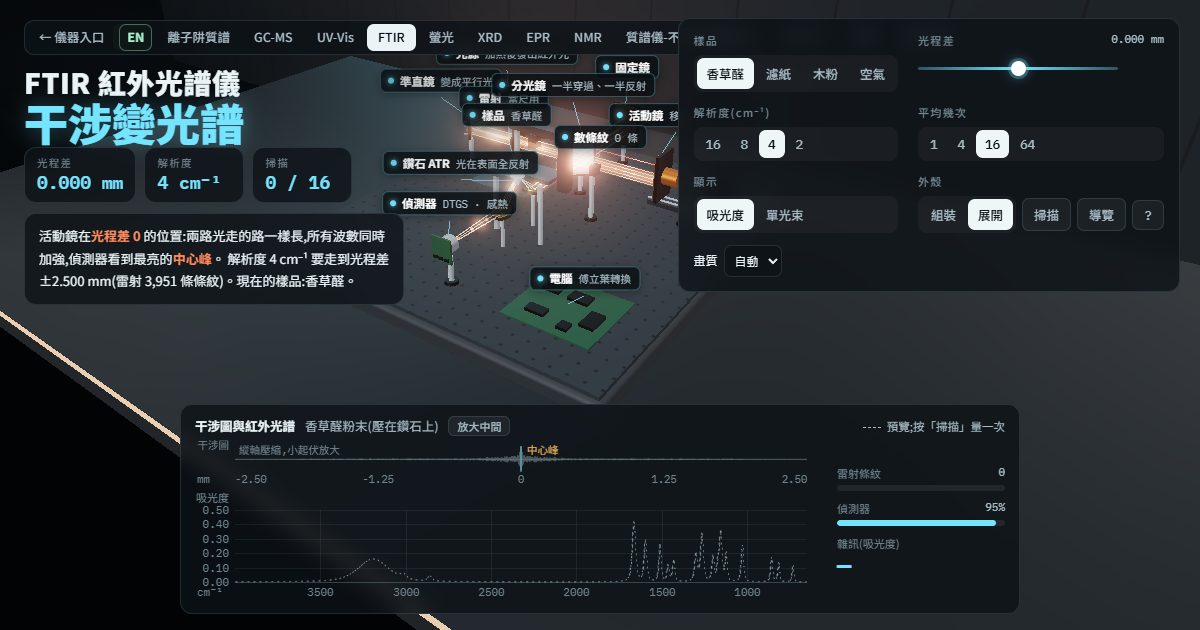 ← 儀器入口 EN 離子阱質譜 GC-MS UV-Vis FTIR 螢光 XRD EPR NMR 質譜儀-不
FTIR 紅外光譜儀
干涉變光譜
光程差 解析度 掃描
0.000 mm 4 cm⁻¹ 0 / 16
活動鏡在光程差 0 的位置:兩路光走的路一樣長,所有波數同時
加強,偵測器看到最亮的中心峰。 解析度 4 cm⁻¹ 要走到光程差
±2.500 mm(雷射 3,951 條條紋)。現在的樣品:香草醛。
固定鏡
準直鏡 變成平行光
分光鏡 一半穿過、一半反射
雷射 當尺用
樣品 香草醛
活動鏡 移
數條紋 0 條
鑽石 ATR 光在表面全反射
偵測器 DTGS · 感熱
電腦 傅立葉轉換
樣品
香草醛 濾紙 木粉 空氣
光程差 0.000 mm
解析度(cm⁻¹)
16 8 4 2
平均幾次
1 4 16 64
顯示
吸光度 單光束
外殼
組裝 展開 掃描 導覽 ?
畫質 自動
干涉圖與紅外光譜 香草醛粉末(壓在鑽石上) 放大中間
---- 預覽;按「掃描」量一次
干涉圖 縱軸壓縮,小起伏放大 中心峰
mm -2.50 -1.25 0 1.25 2.50
吸光度
0.50
0.40
0.30
0.20
0.10
0.00
cm⁻¹ 3500 3000 2500 2000 1500 1000
雷射條紋 0
偵測器 95%
雜訊(吸光度)